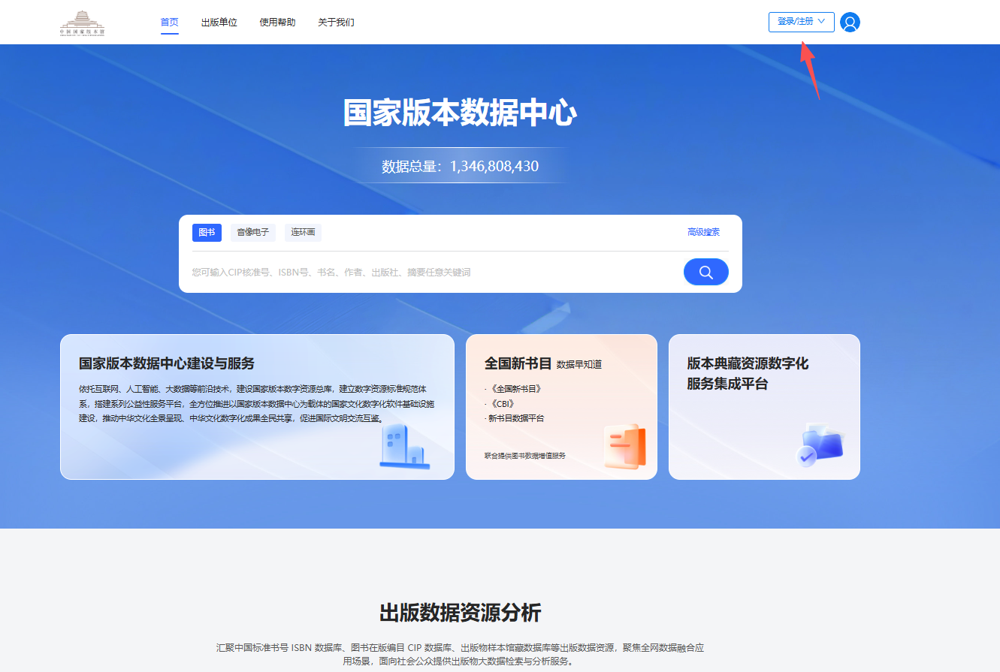 中国国家版本馆
首页
出版单位
使用帮助
关于我们
登录/注册
国家版本数据中心
数据总量：1,346,808,430
图书
音像电子
连环画
高级搜索
您可输入CIP核准号、ISBN号、书名、作者、出版社、摘要任意关键词
国家版本数据中心建设与服务
依托互联网、人工智能、大数据等前沿技术，建设国家版本数字资源总库，建立数字资源标准规范体
系，搭建系列公益性服务平台，全方位推进以国家版本数据中心为载体的国家文化数字化软件基础设施
建设，推动中华文化全景呈现、中华文化数字化成果全民共享，促进国际文明交流互鉴。
全国新书目 数据早知道
· 《全国新书目》
· 《CBI》
· 新书目数据平台
联合提供图书数据增值服务
版本典藏资源数字化
服务集成平台
出版数据资源分析
汇聚中国标准书号 ISBN 数据库、图书在版编目 CIP 数据库、出版物样本馆藏数据库等出版数据资源，聚焦全网数据融合应
用场景，面向社会公众提供出版物大数据检索与分析服务。